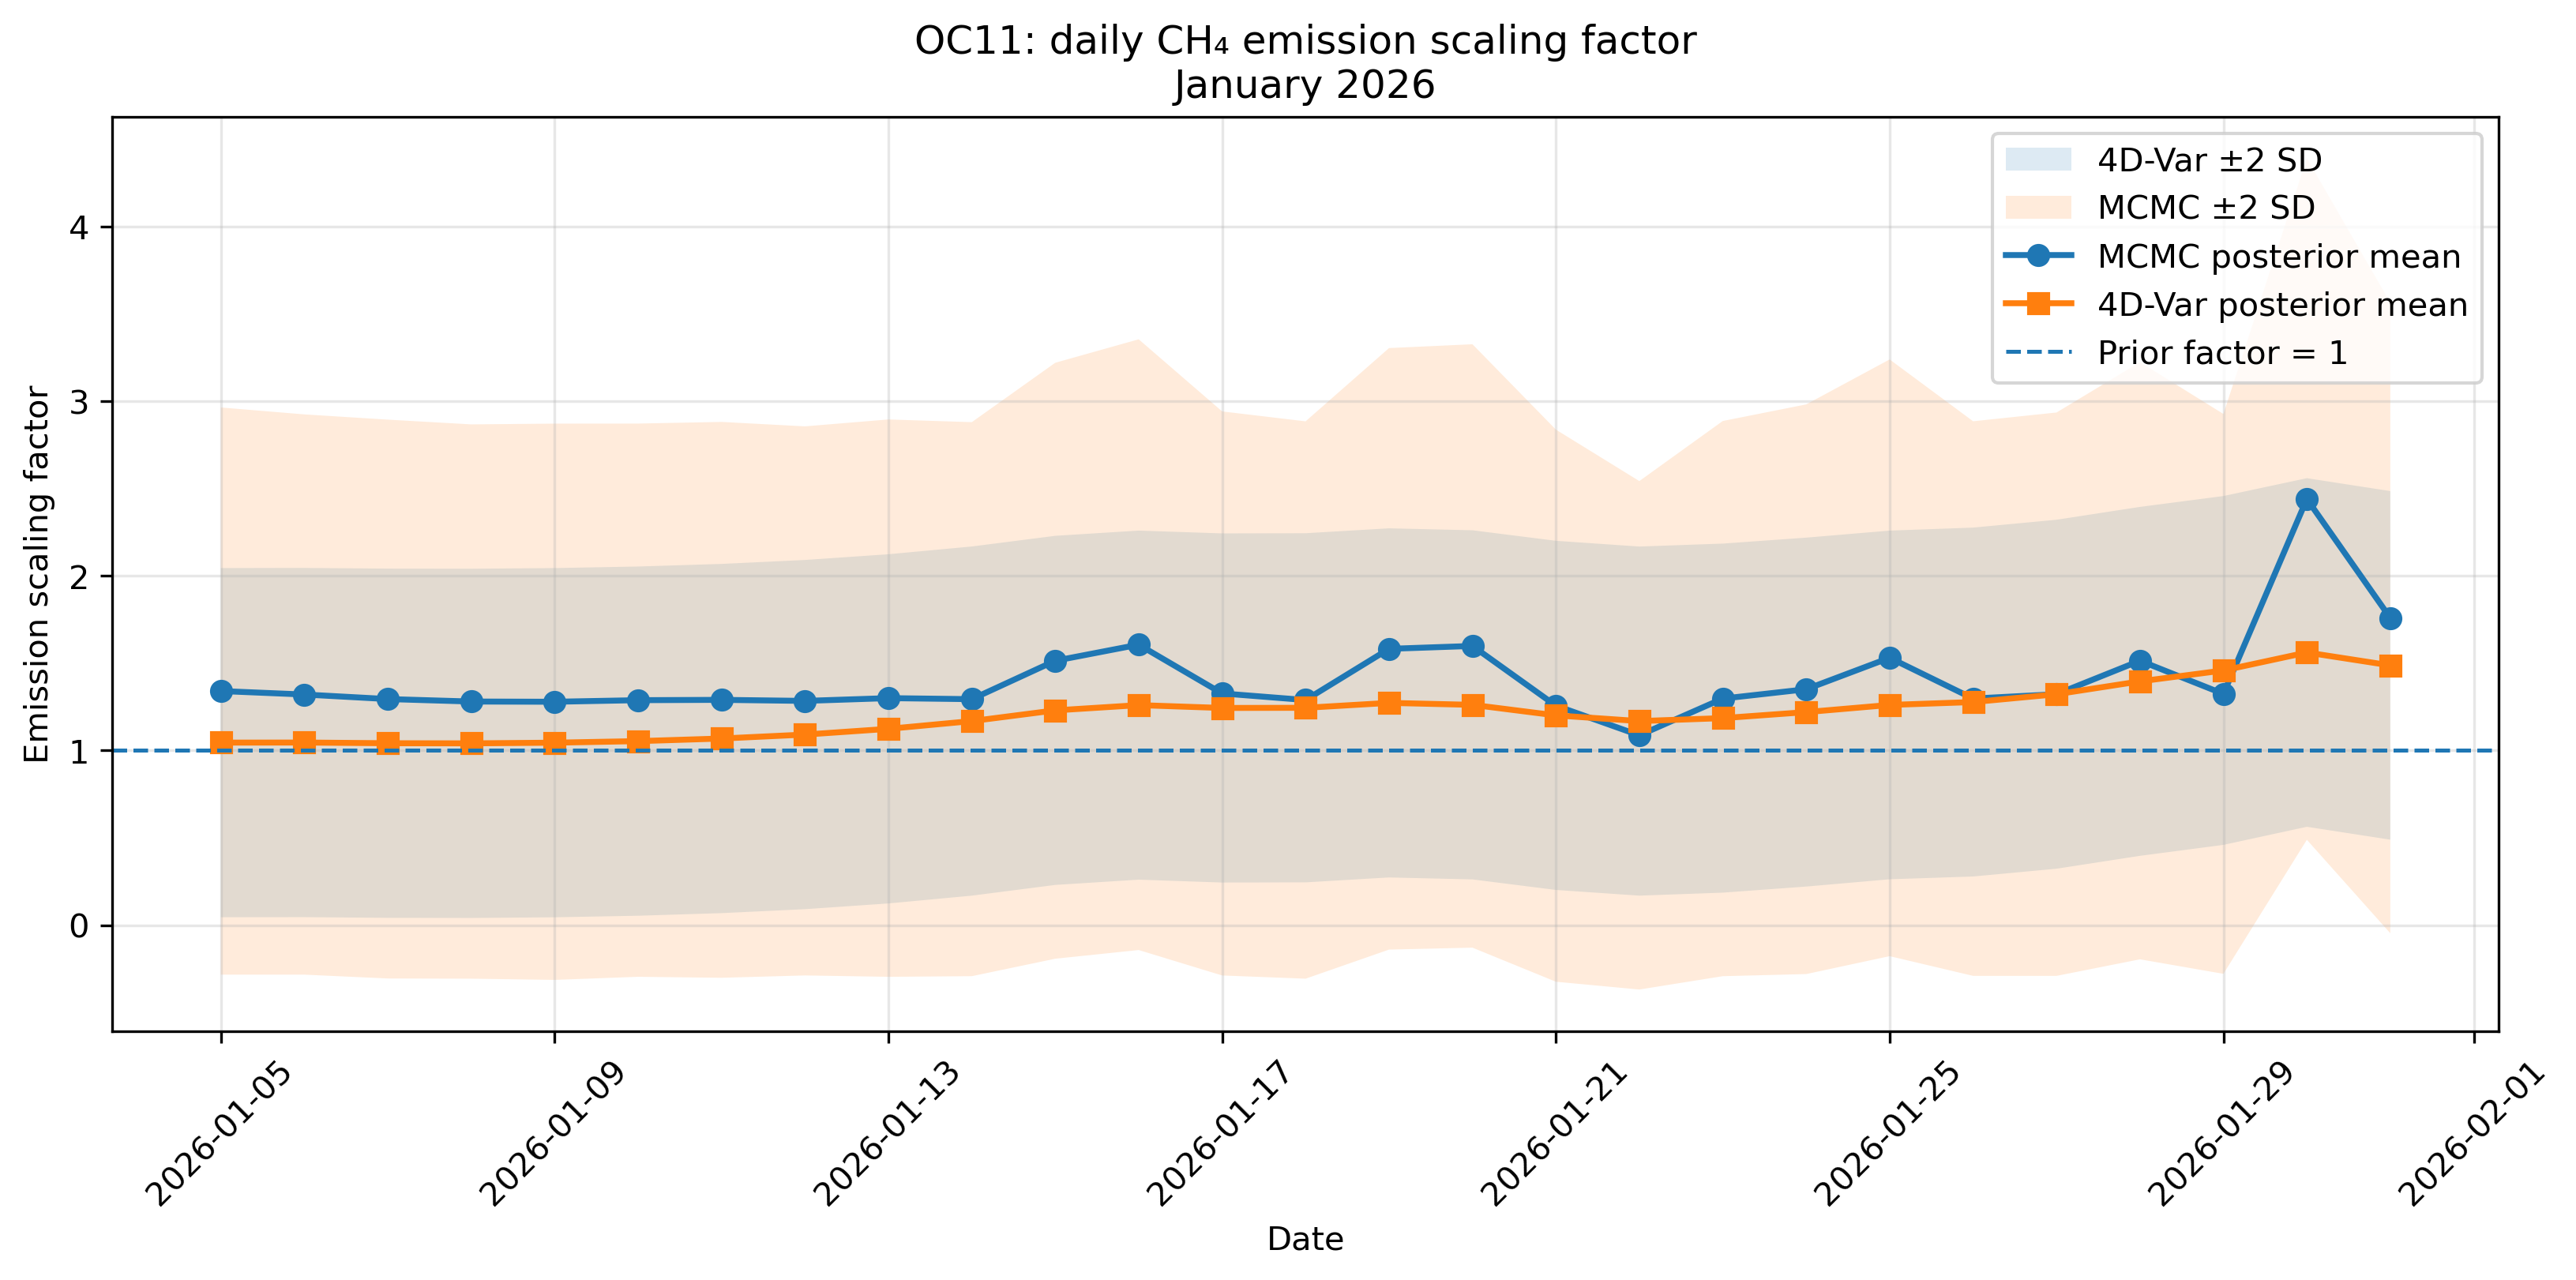 OC11: daily CH₄ emission scaling factor
January 2026
4D-Var ±2 SD
MCMC ±2 SD
MCMC posterior mean
4D-Var posterior mean
Prior factor = 1
Emission scaling factor
4
3
2
1
0
2026-01-05
2026-01-09
2026-01-13
2026-01-17
2026-01-21
2026-01-25
2026-01-29
2026-02-01
Date